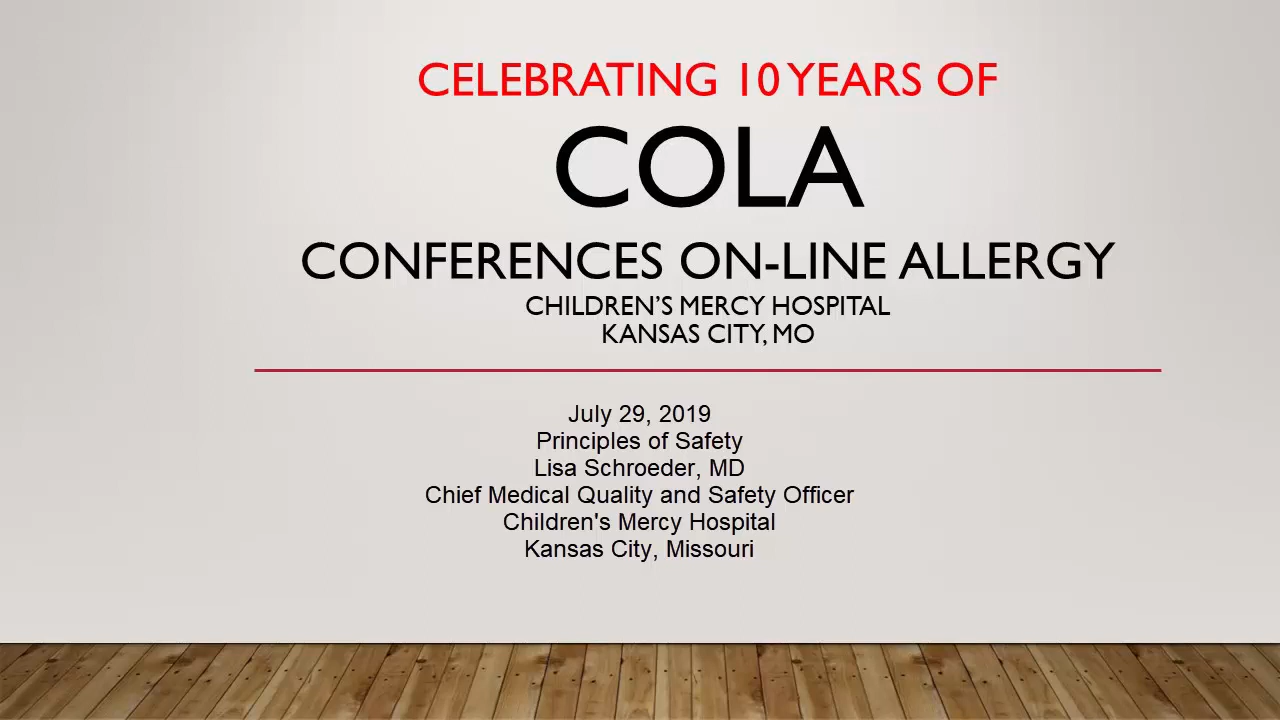 CELEBRATING 10 YEARS OF
COLA
CONFERENCES ON-LINE ALLERGY
CHILDREN’S MERCY HOSPITAL
KANSAS CITY, MO
July 29, 2019
Principles of Safety
Lisa Schroeder, MD
Chief Medical Quality and Safety Officer
Children's Mercy Hospital
Kansas City, Missouri